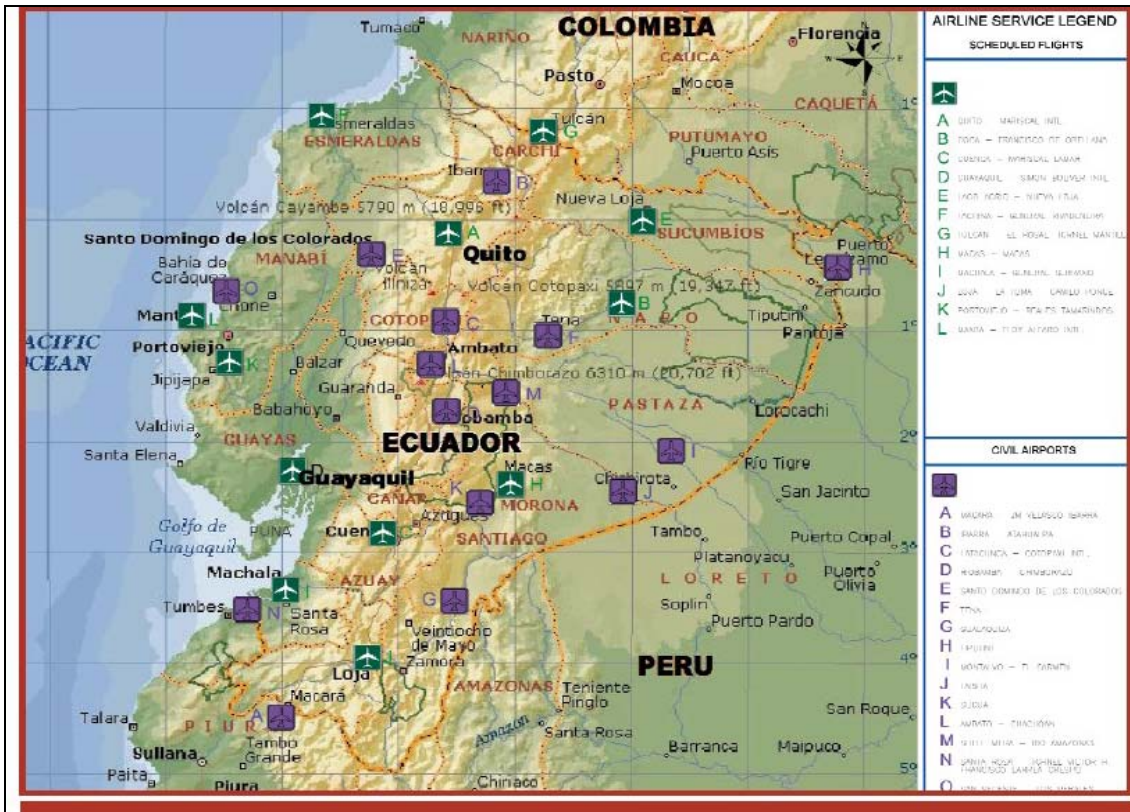 COLOMBIA
Tumaco
NARIÑO
Florencia
CAUCA
Pasto
Mocoa
CAQUETÁ
1°
Esmeraldas
ESMERALDAS
Tulcán
G
CARCHI
PUTUMAYO
Puerto Asís
Ibarra
B
Nueva Loja
Volcán Cayambe 5790 m (18,996 ft)
E
SUCUMBÍOS
A
Quito
Santo Domingo de los Colorados
MANABÍ
E
Volcán Illiniza
Puerto Leguízamo
H
Bahía de Caráquez
O
Chone
Volcán Cotopaxi 5897 m (19,347 ft)
Zancudo
Manta
L
COTOP
C
B
NAPO
Tiputini
Pantoja
1°
PACIFIC OCEAN
Portoviejo
Quevedo
Ambato
Tena
F
K
Jipijapa
Balzar
Volcán Chimborazo 6310 m (20,702 ft)
Guaranda
M
PASTAZA
Lorocachi
Babahoyo
Riobamba
Valdivia
GUAYAS
ECUADOR
2°
Santa Elena
D
Guayaquil
Macas
H
I
Río Tigre
CAÑAR
K
MORONA
SANTIAGO
Chichirota
J
San Jacinto
Azogues
Golfo de Guayaquil
PUNA
Cuenca
C
Tambo
Puerto Copal
3°
Platanoyacu
Machala
I
AZUAY
LORETO
Puerto Olivia
Tumbes
N
Santa Rosa
G
Soplin
Puerto Pardo
Veintiocho de Mayo
Zamora
Loja
J
PERU
4°
AMAZONAS
Macará
A
PIURA
Teniente Pinglo
San Roque
Talara
Tambo Grande
Amazón
Santa Rosa
Sullana
Barranca
Maipuco
Paita
Piura
Chiriaco
5°
AIRLINE SERVICE LEGEND
SCHEDULED FLIGHTS
A QUITO – MARISCAL INTL.
B COCA – FRANCISCO DE ORELLANA
C CUENCA – MARISCAL LAMAR
D GUAYAQUIL – SIMON BOLIVER INTL
E LAGO AGRIO – NUEVA LOJA
F TACHINA – GENERAL RIVADENEIRA
G TULCAN – EL ROSAL
H MACAS – MACAS
I MACHALA – GENERAL SERRANO
J LOJA – LA TOMA – CAMILO PONCE
K PORTOVIEJO – REALES TAMARINDOS
L MANTA – ELOY ALFARO INTL.
CIVIL AIRPORTS
A MACARA – JM VELASCO IBARRA
B IBARRA – ATAHUALPA
C LATACUNGA – COTOPAXI INTL.
D RIOBAMBA – CHIMBORAZO
E SANTO DOMINGO DE LOS COLORADOS
F TENA
G GUALAQUIZA
H TIPUTINI
I MONTALVO – EL CARMEN
J TAISHA
K SUCUA
L AMBATO – CHACHOAN
M SHELL MERA – RIO AMAZONAS
N SANTA ROSA – VICTOR H
FRANCISCO LARREA CRESPO
O